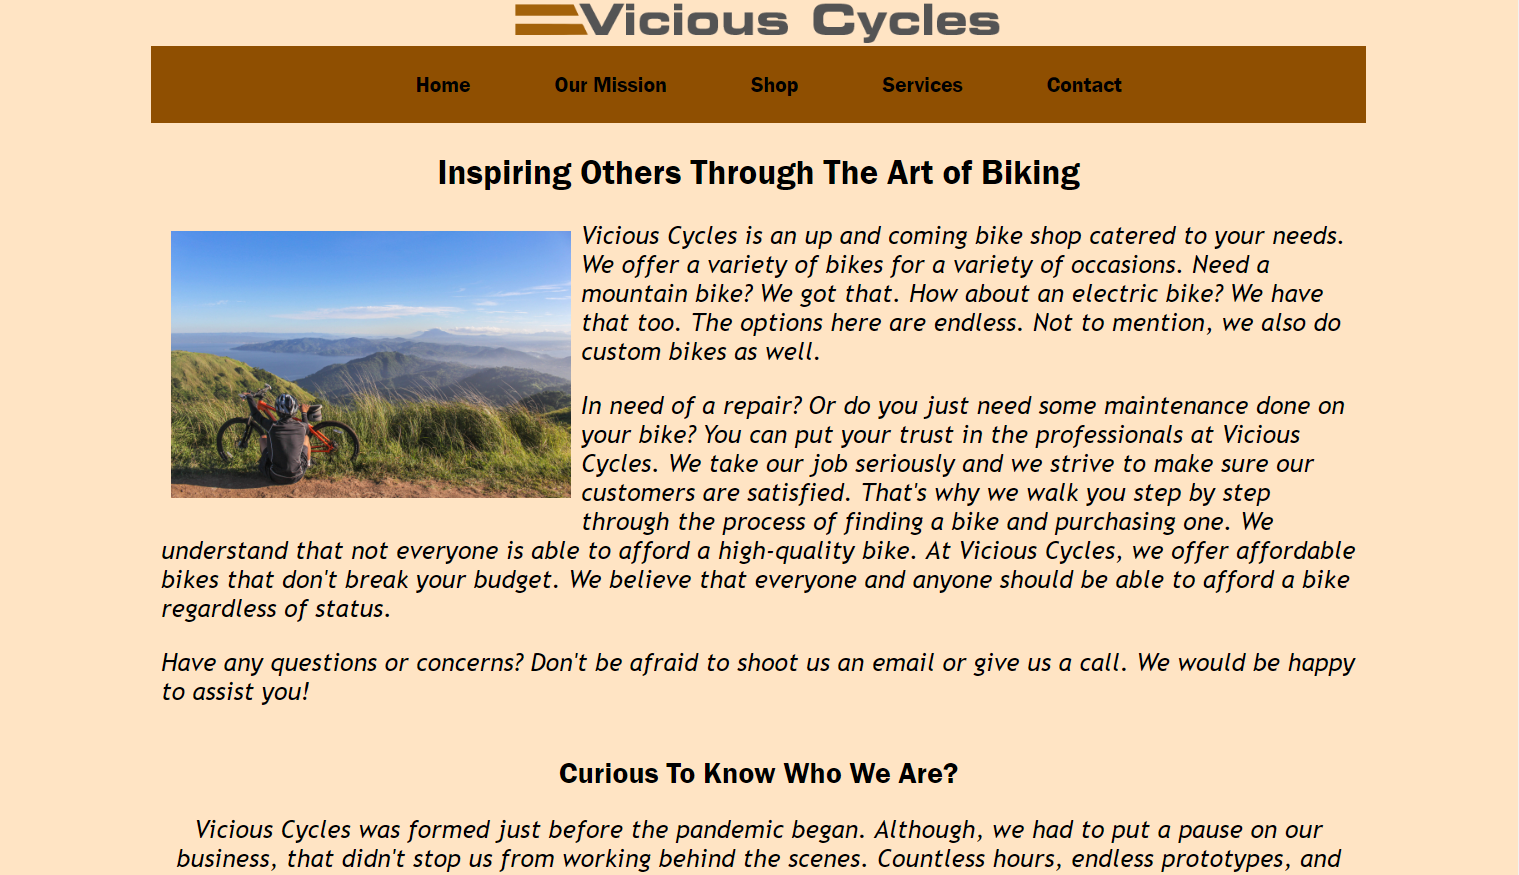 Vicious Cycles
Home Our Mission Shop Services Contact
Inspiring Others Through The Art of Biking
Vicious Cycles is an up and coming bike shop catered to your needs.
We offer a variety of bikes for a variety of occasions. Need a
mountain bike? We got that. How about an electric bike? We have
that too. The options here are endless. Not to mention, we also do
custom bikes as well.
In need of a repair? Or do you just need some maintenance done on
your bike? You can put your trust in the professionals at Vicious
Cycles. We take our job seriously and we strive to make sure our
customers are satisfied. That's why we walk you step by step
through the process of finding a bike and purchasing one. We
understand that not everyone is able to afford a high-quality bike. At Vicious Cycles, we offer affordable
bikes that don't break your budget. We believe that everyone and anyone should be able to afford a bike
regardless of status.
Have any questions or concerns? Don't be afraid to shoot us an email or give us a call. We would be happy
to assist you!
Curious To Know Who We Are?
Vicious Cycles was formed just before the pandemic began. Although, we had to put a pause on our
business, that didn't stop us from working behind the scenes. Countless hours, endless prototypes, and